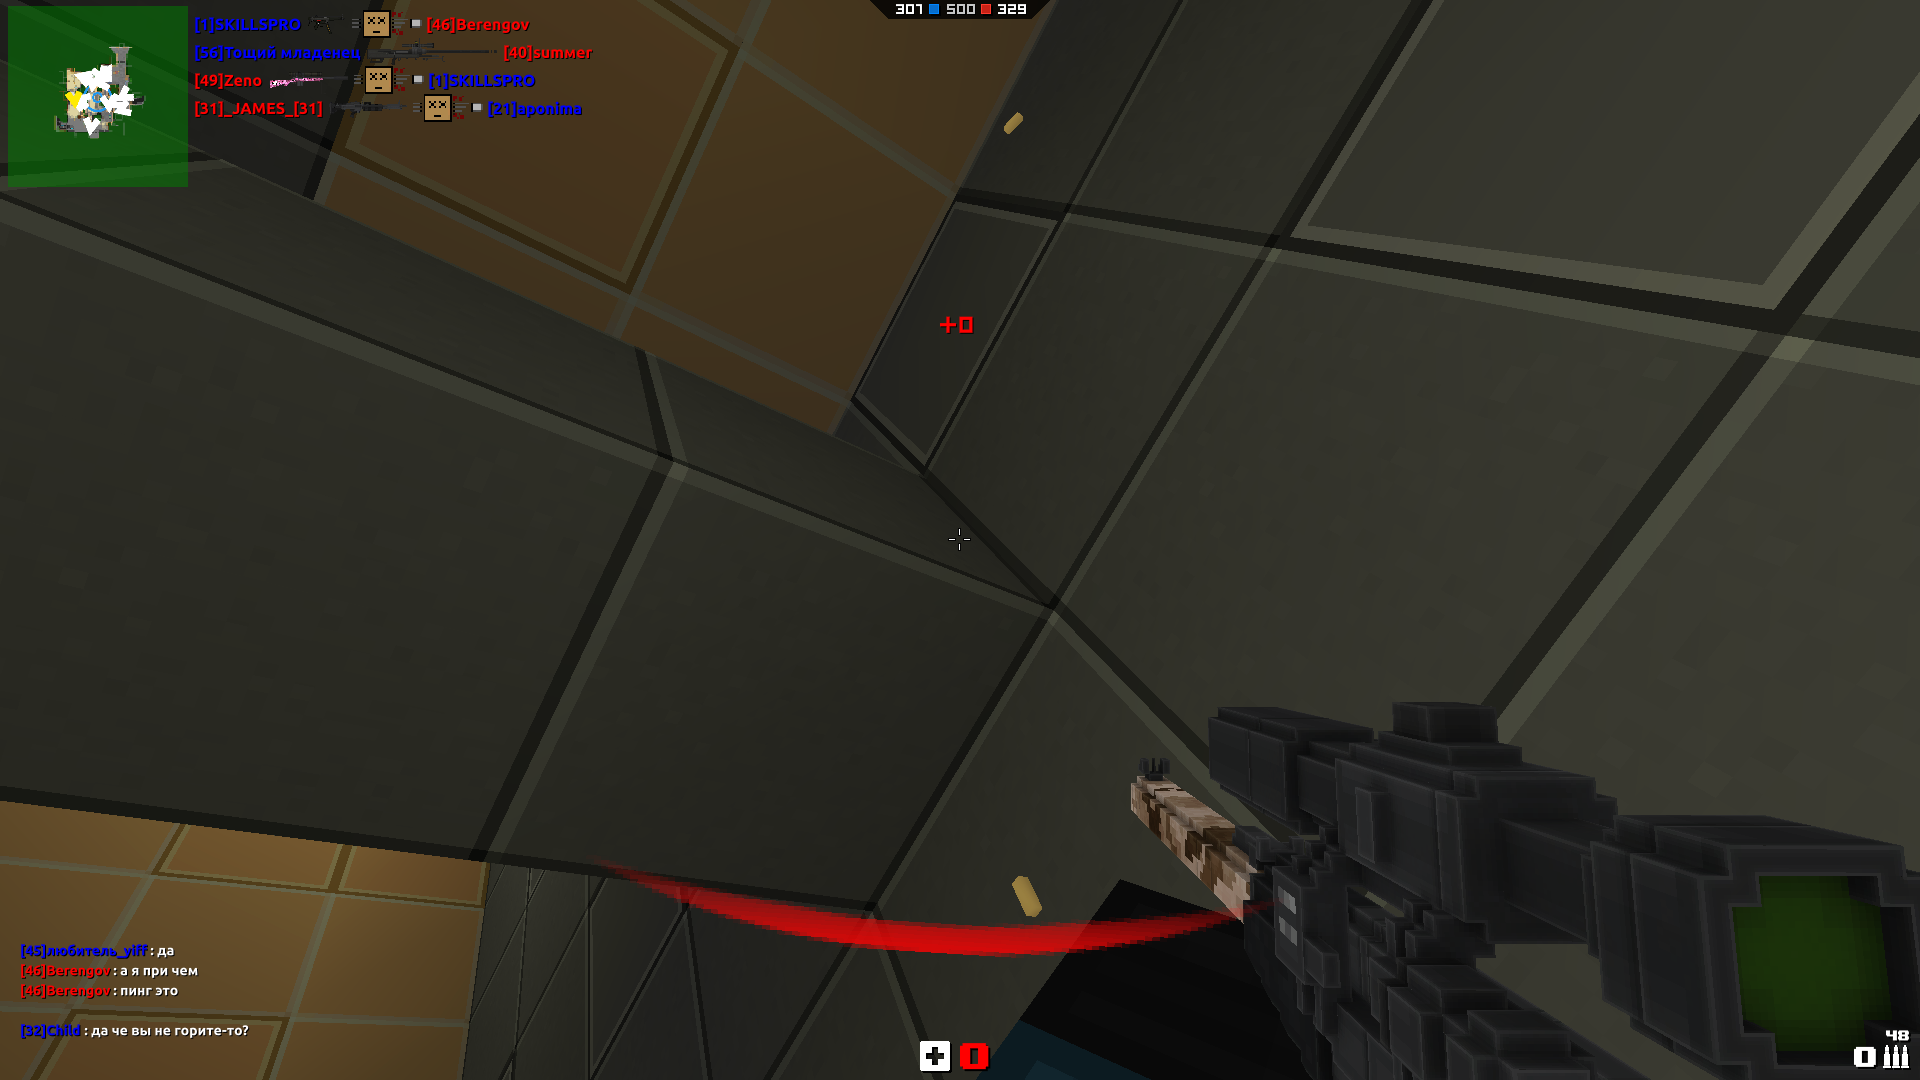 307 500 329
[1]SKILLSPRO [46]Berengov
[56]Тощий младенец [40]summer
[49]Zeno [1]SKILLSPRO
[31]_JAMES_[31] [21]aponima
+0
[45]любитель_yiff : да
[46]Berengov : а я при чем
[46]Berengov : пинг это
[32]Child : да че вы не горите-то?
0
48
0